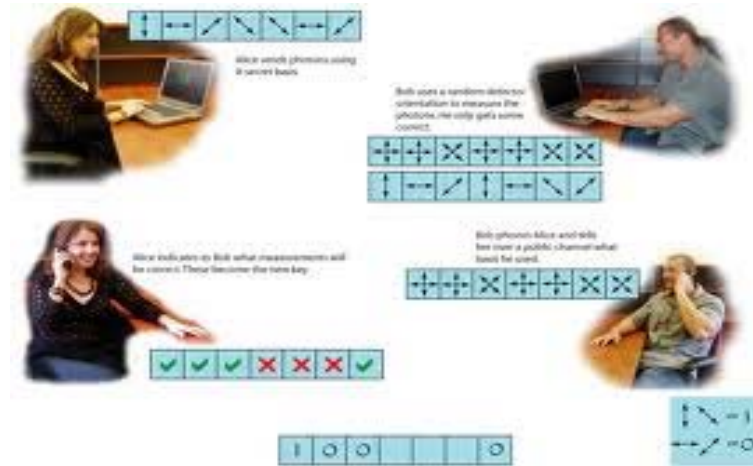 Alice sends photons using
a secret basis
Bob uses a random detector
orientation to measure the
photons. He only gets some
correct.
Alice indicates to Bob what measurements will
be correct. These become the new key.
Bob phones Alice and tells
her over a public channel what
basis he used.
1 0 0 0
= 1
= 0